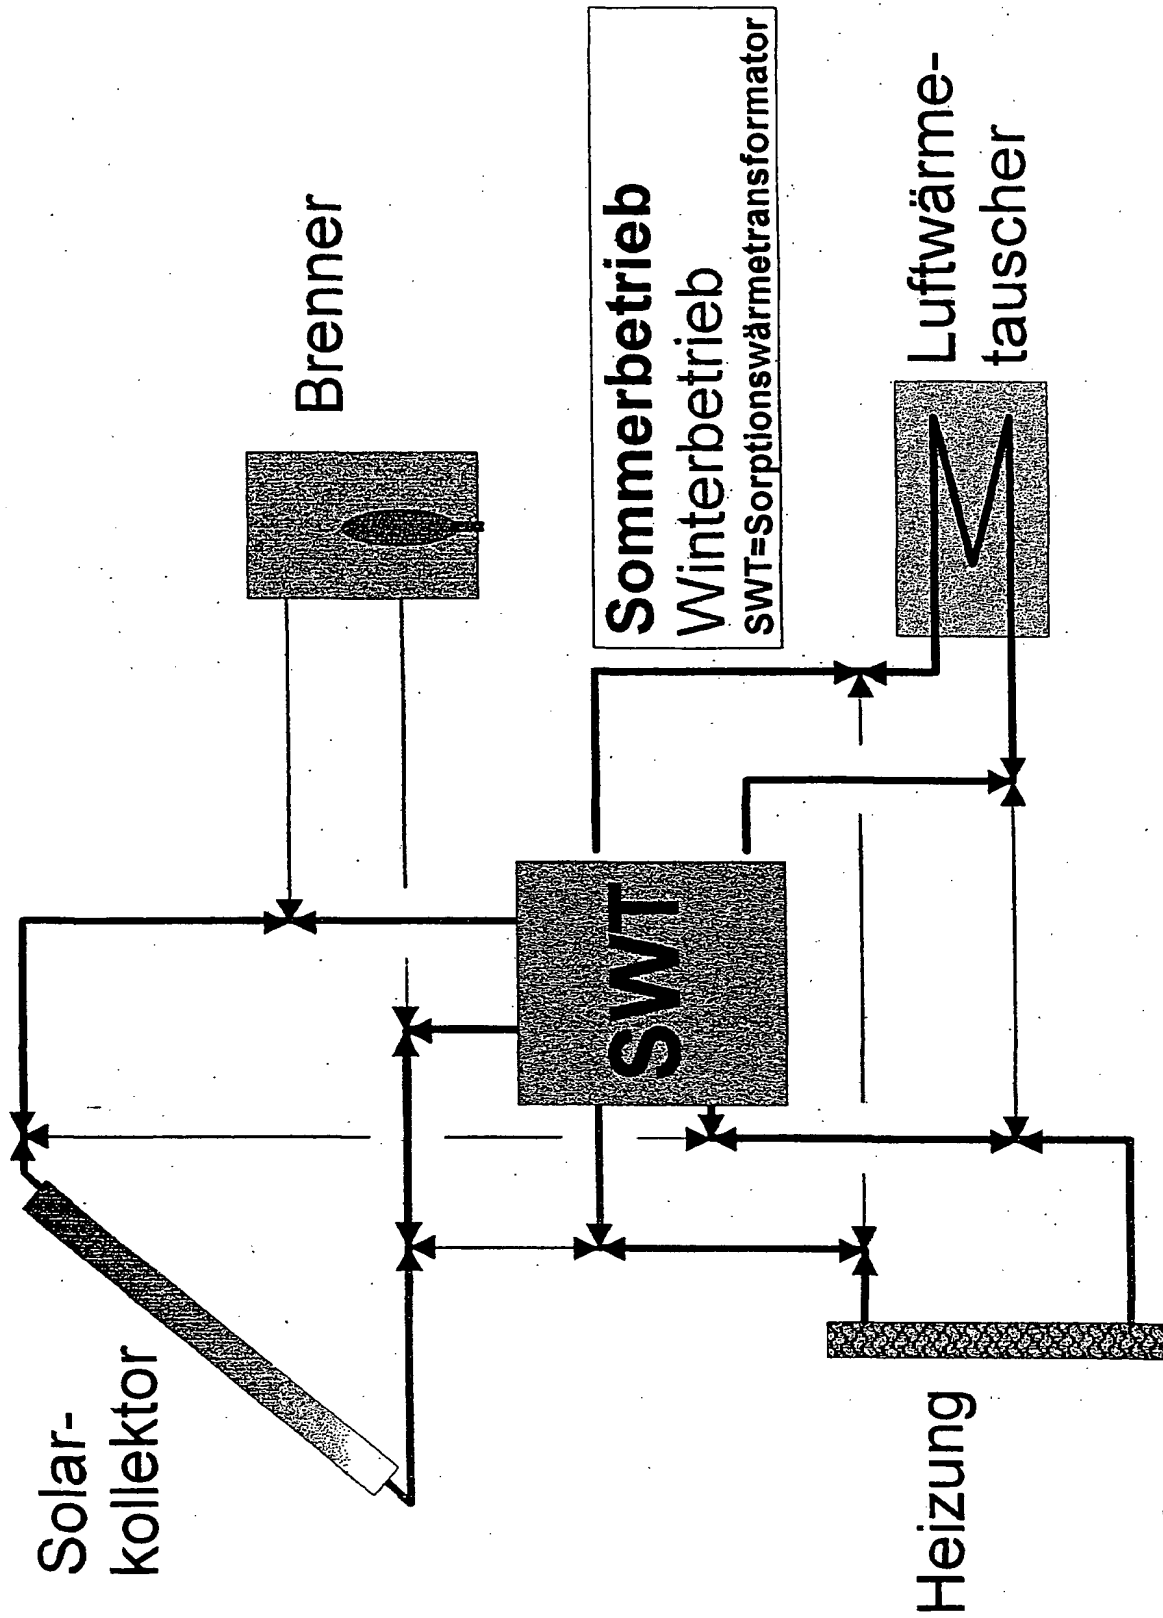 Solar-
kollektor
Brenner
SWT
Sommerbetrieb
Winterbetrieb
SWT=Sorptionswärmetransformator
Heizung
Luftwärme-
tauscher